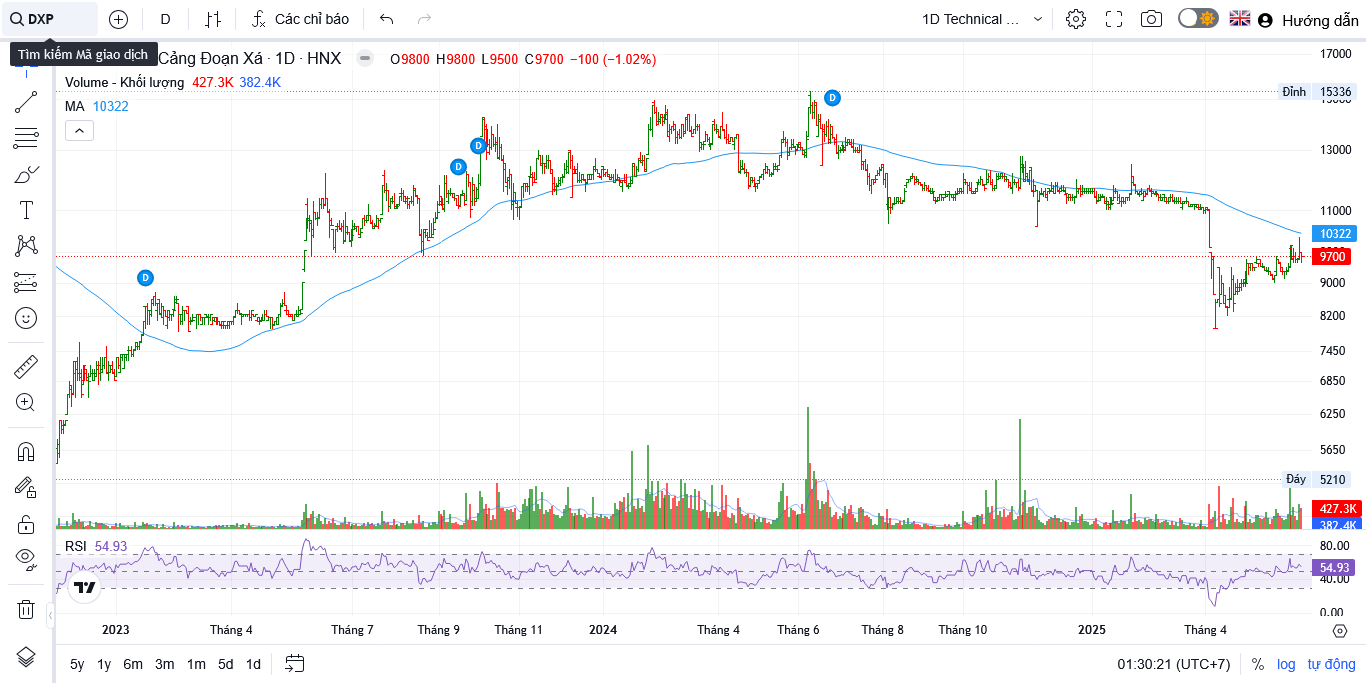 DXP
D
Các chỉ báo
1D Technical ...
Hướng dẫn
Tìm kiếm Mã giao dịch
Cảng Đoạn Xá · 1D · HNX
O9800 H9800 L9500 C9700 −100 (−1.02%)
Volume - Khối lượng 427.3K 382.4K
MA 10322
17000
Đỉnh 15336
13000
11000
10322
9700
9000
8200
7450
6850
6250
5650
Đáy 5210
427.3K
382.4K
D
D
D
D
RSI 54.93
80.00
54.93
40.00
0.00
2023 Tháng 4 Tháng 7 Tháng 9 Tháng 11 2024 Tháng 4 Tháng 6 Tháng 8 Tháng 10 2025 Tháng 4
5y 1y 6m 3m 1m 5d 1d
01:30:21 (UTC+7) % log tự động